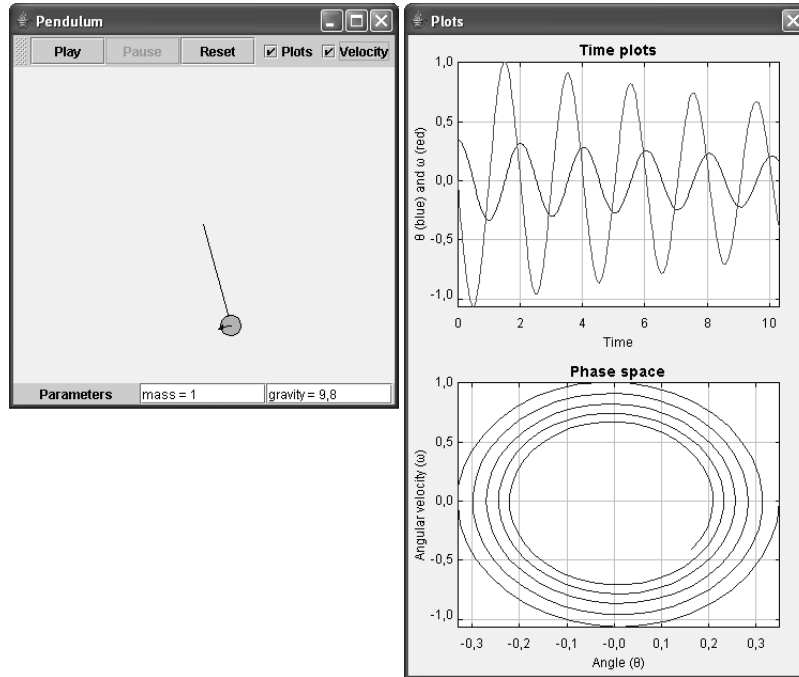 Pendulum
Play Pause Reset Plots Velocity
Parameters mass = 1 gravity = 9,8
Plots
Time plots
θ (blue) and ω (red)
1,0
0,5
0,0
-0,5
-1,0
0 2 4 6 8 10
Time
Phase space
Angular velocity (ω)
1,0
0,5
0,0
-0,5
-1,0
-0,3 -0,2 -0,1 -0,0 0,1 0,2 0,3
Angle (θ)